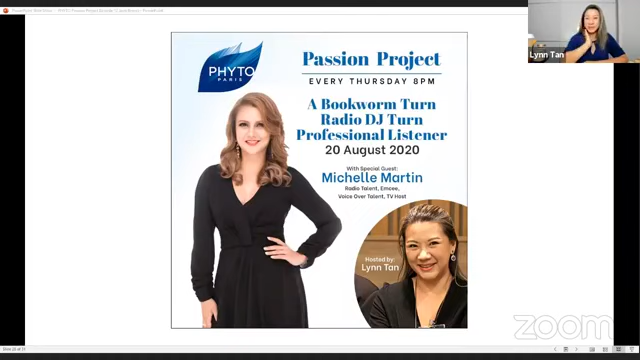 Lynn Tan
PHYTO
PARIS
Passion Project
EVERY THURSDAY 8PM
A Bookworm Turn
Radio DJ Turn
Professional Listener
20 August 2020
With Special Guest:
Michelle Martin
Radio Talent, Emcee,
Voice Over Talent, TV Host
Hosted by:
Lynn Tan
zoom